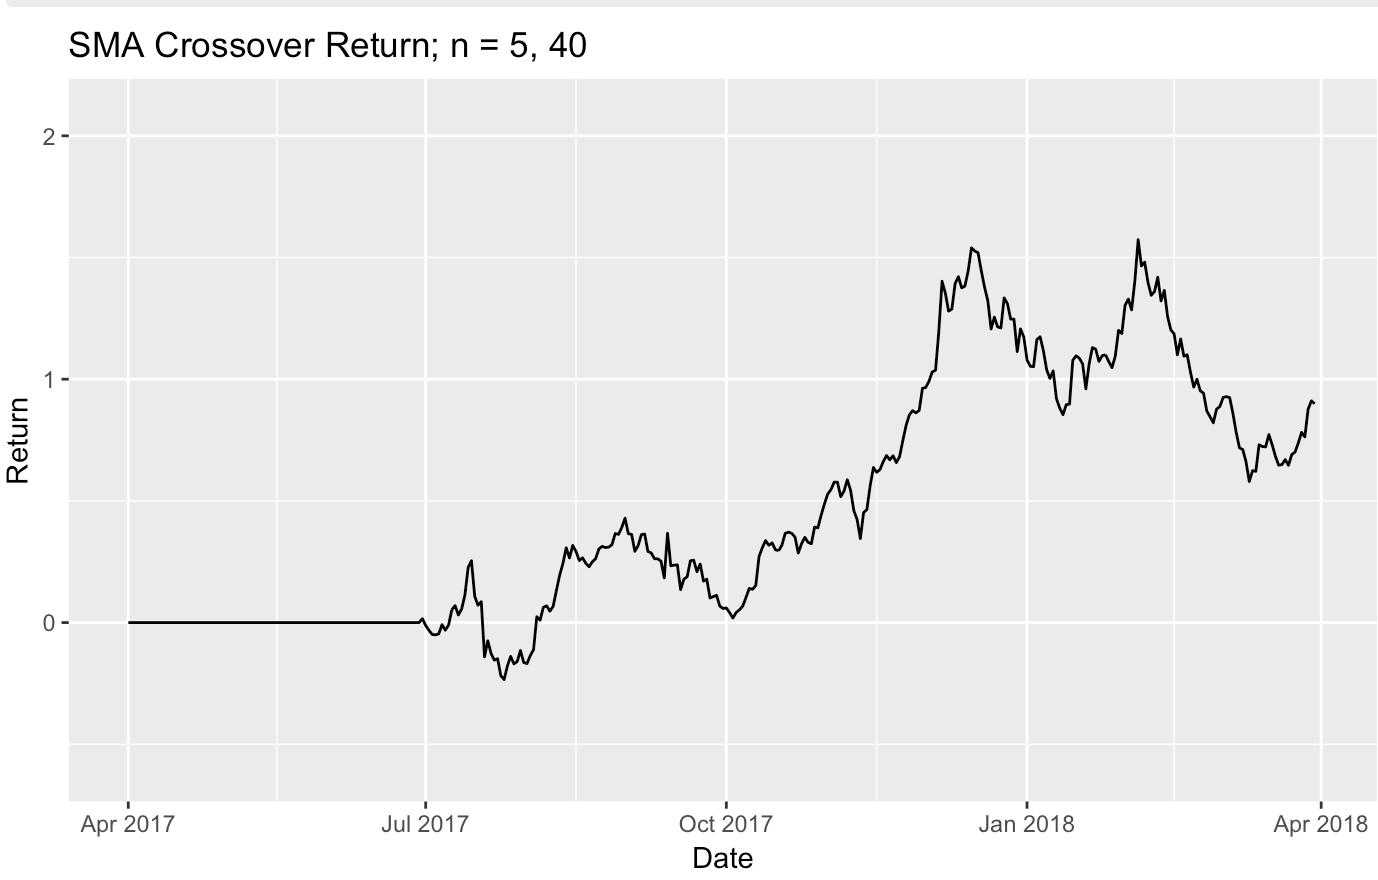 SMA Crossover Return; n = 5, 40
2
1
0
Return
Apr 2017
Jul 2017
Oct 2017
Jan 2018
Apr 2018
Date